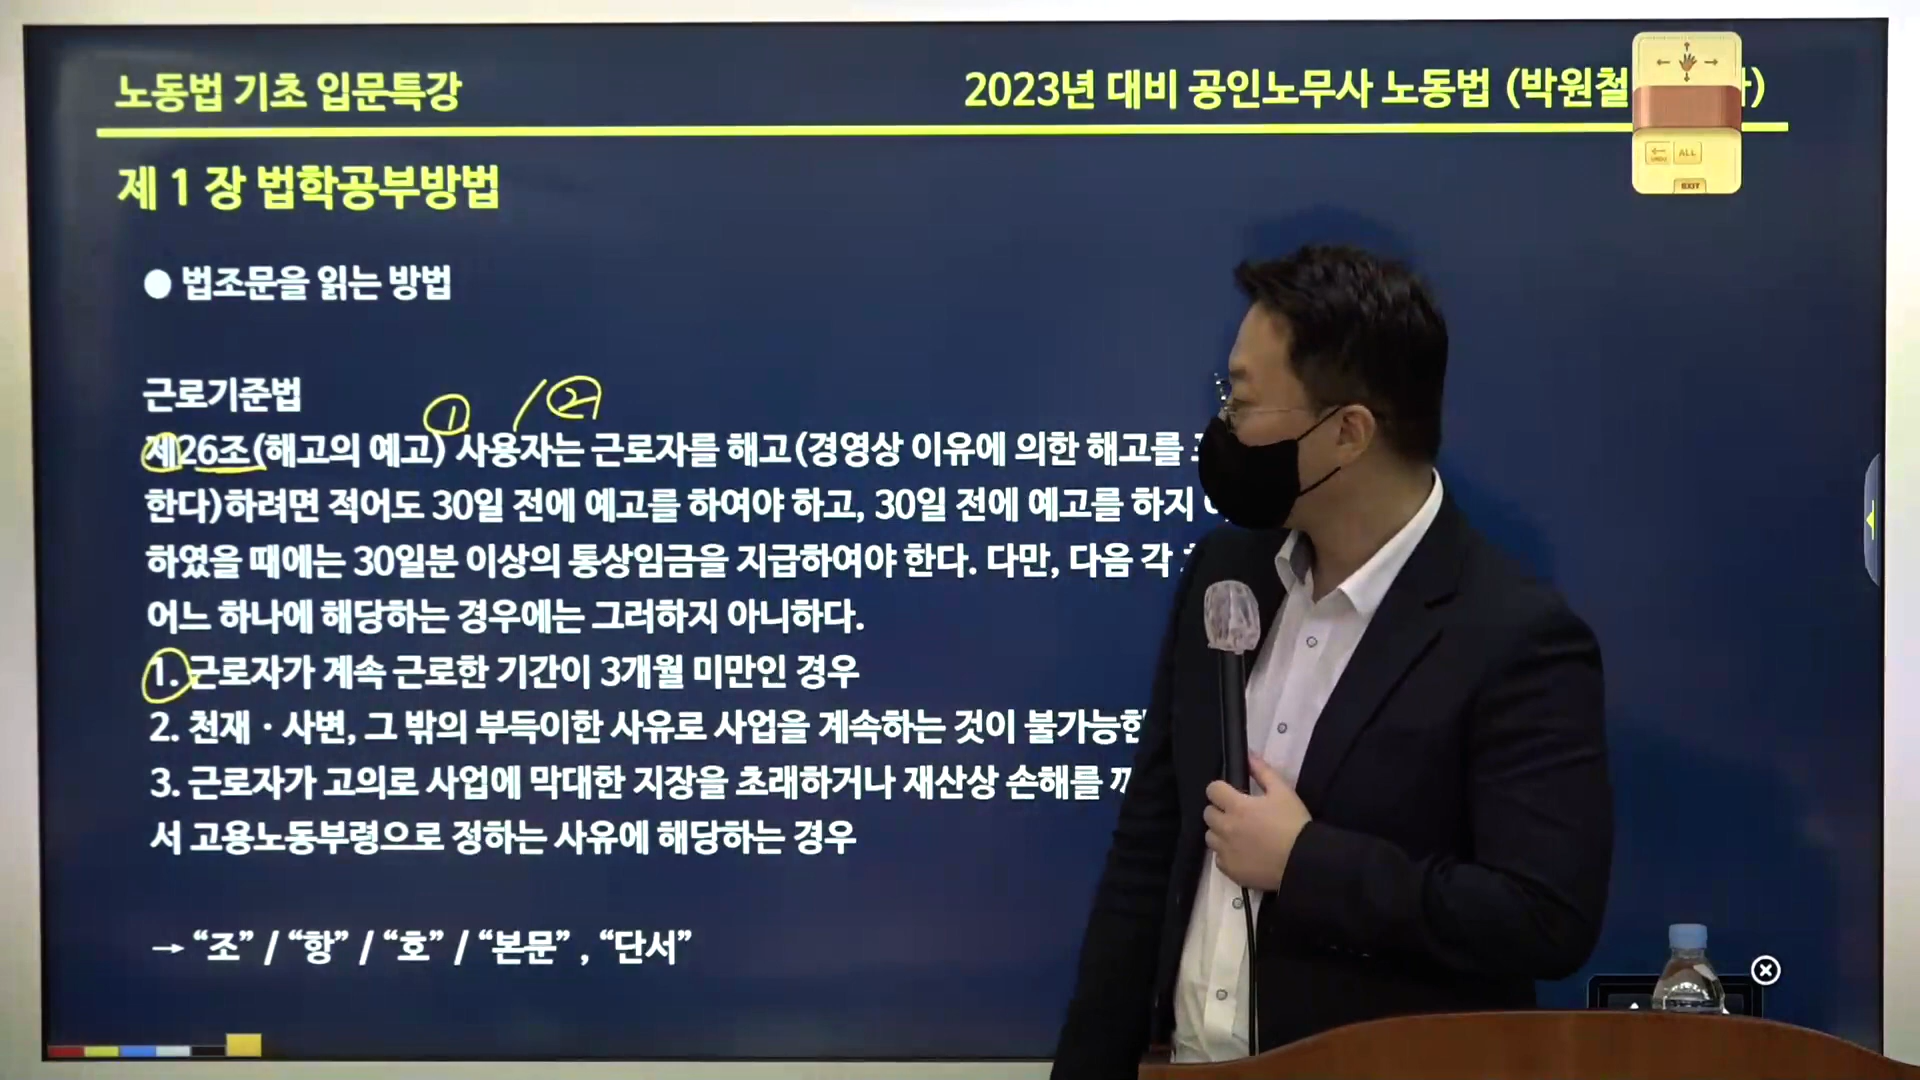 노동법 기초 입문특강
2023년 대비 공인노무사 노동법 (박원철
제 1 장 법학공부방법
● 법조문을 읽는 방법
근로기준법
① / ②
제26조(해고의 예고) 사용자는 근로자를 해고(경영상 이유에 의한 해고를
한다)하려면 적어도 30일 전에 예고를 하여야 하고, 30일 전에 예고를 하지
하였을 때에는 30일분 이상의 통상임금을 지급하여야 한다. 다만, 다음 각
어느 하나에 해당하는 경우에는 그러하지 아니하다.
1. 근로자가 계속 근로한 기간이 3개월 미만인 경우
2. 천재 · 사변, 그 밖의 부득이한 사유로 사업을 계속하는 것이 불가능한
3. 근로자가 고의로 사업에 막대한 지장을 초래하거나 재산상 손해를
서 고용노동부령으로 정하는 사유에 해당하는 경우
→ “조” / “항” / “호” / “본문” , “단서”
UNDO ALL
EXIT